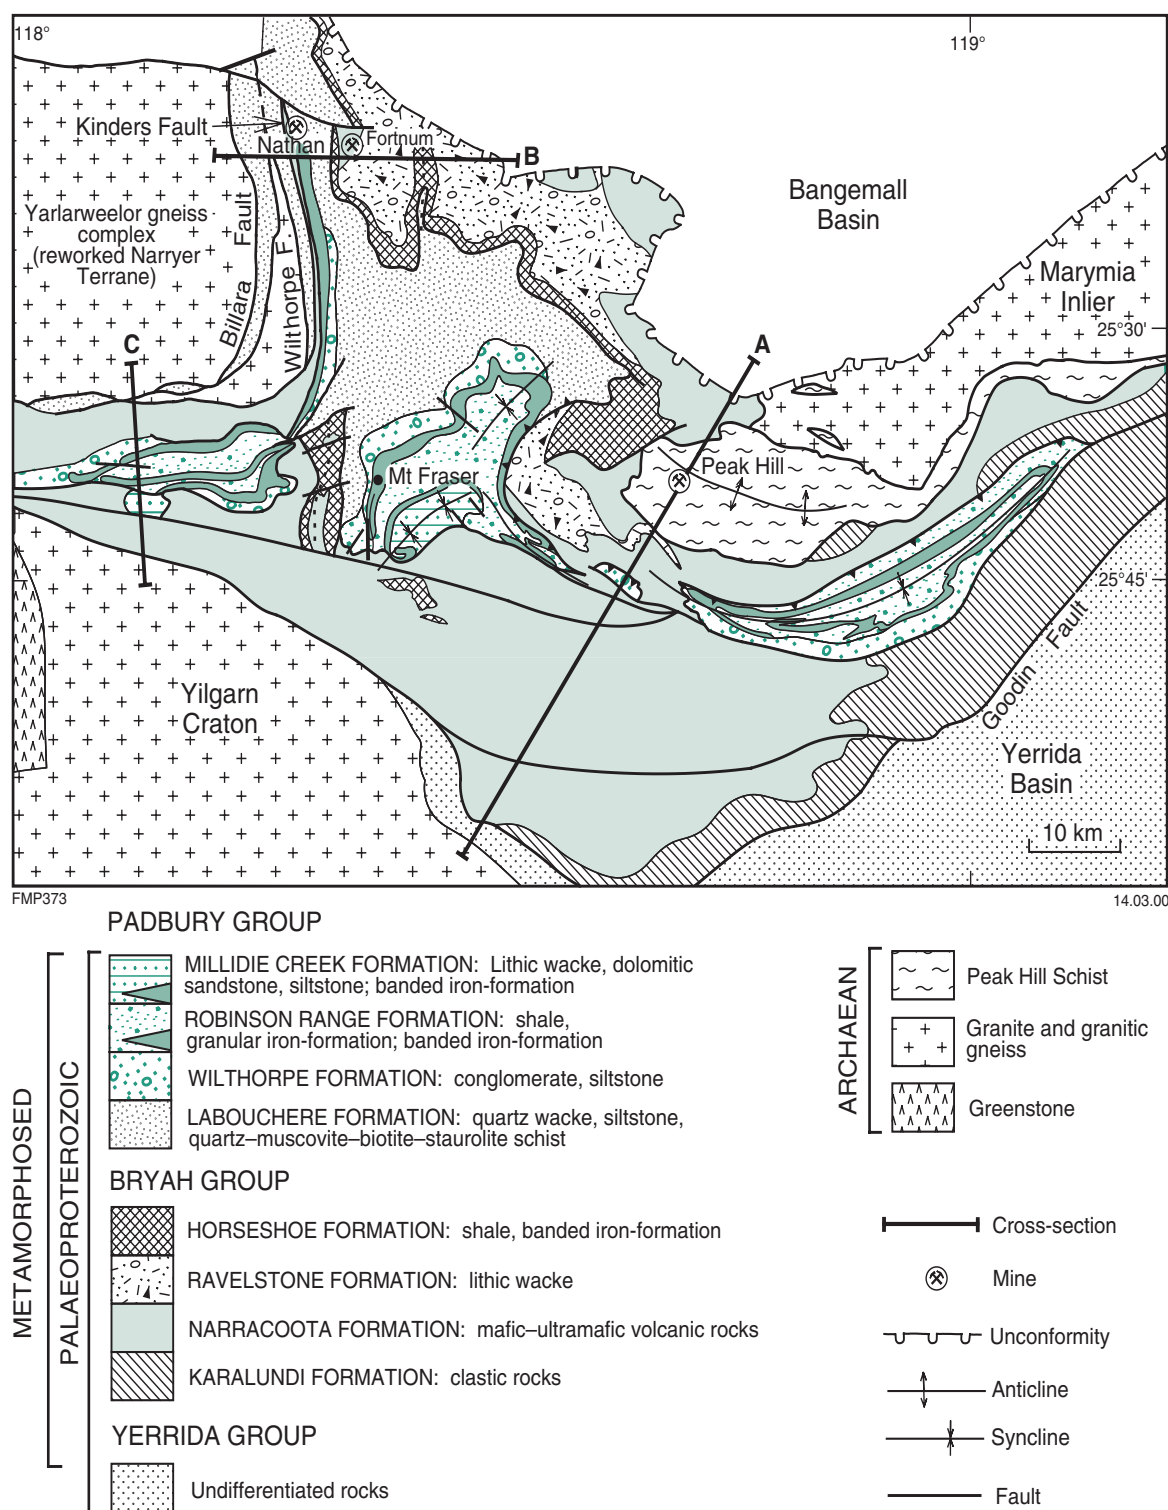 118°
119°
Kinders Fault
Nathan
Fortnum
B
Bangemall
Basin
Yarlarweelor gneiss
complex
(reworked Narryer
Terrane)
Billara Fault
Wilthorpe F
Marymia
Inlier
25°30'
C
A
Peak Hill
Mt Fraser
25°45'
Goodin Fault
Yilgarn
Craton
Yerrida
Basin
10 km
FMP373
14.03.00
PADBURY GROUP
MILLIDIE CREEK FORMATION: Lithic wacke, dolomitic
sandstone, siltstone; banded iron-formation
ROBINSON RANGE FORMATION: shale,
granular iron-formation; banded iron-formation
WILTHORPE FORMATION: conglomerate, siltstone
LABOUCHERE FORMATION: quartz wacke, siltstone,
quartz–muscovite–biotite–staurolite schist
BRYAH GROUP
HORSESHOE FORMATION: shale, banded iron-formation
RAVELSTONE FORMATION: lithic wacke
NARRACOOTA FORMATION: mafic–ultramafic volcanic rocks
KARALUNDI FORMATION: clastic rocks
YERRIDA GROUP
Undifferentiated rocks
METAMORPHOSED
PALAEOPROTEROZOIC
ARCHAEAN
Peak Hill Schist
Granite and granitic
gneiss
Greenstone
Cross-section
Mine
Unconformity
Anticline
Syncline
Fault